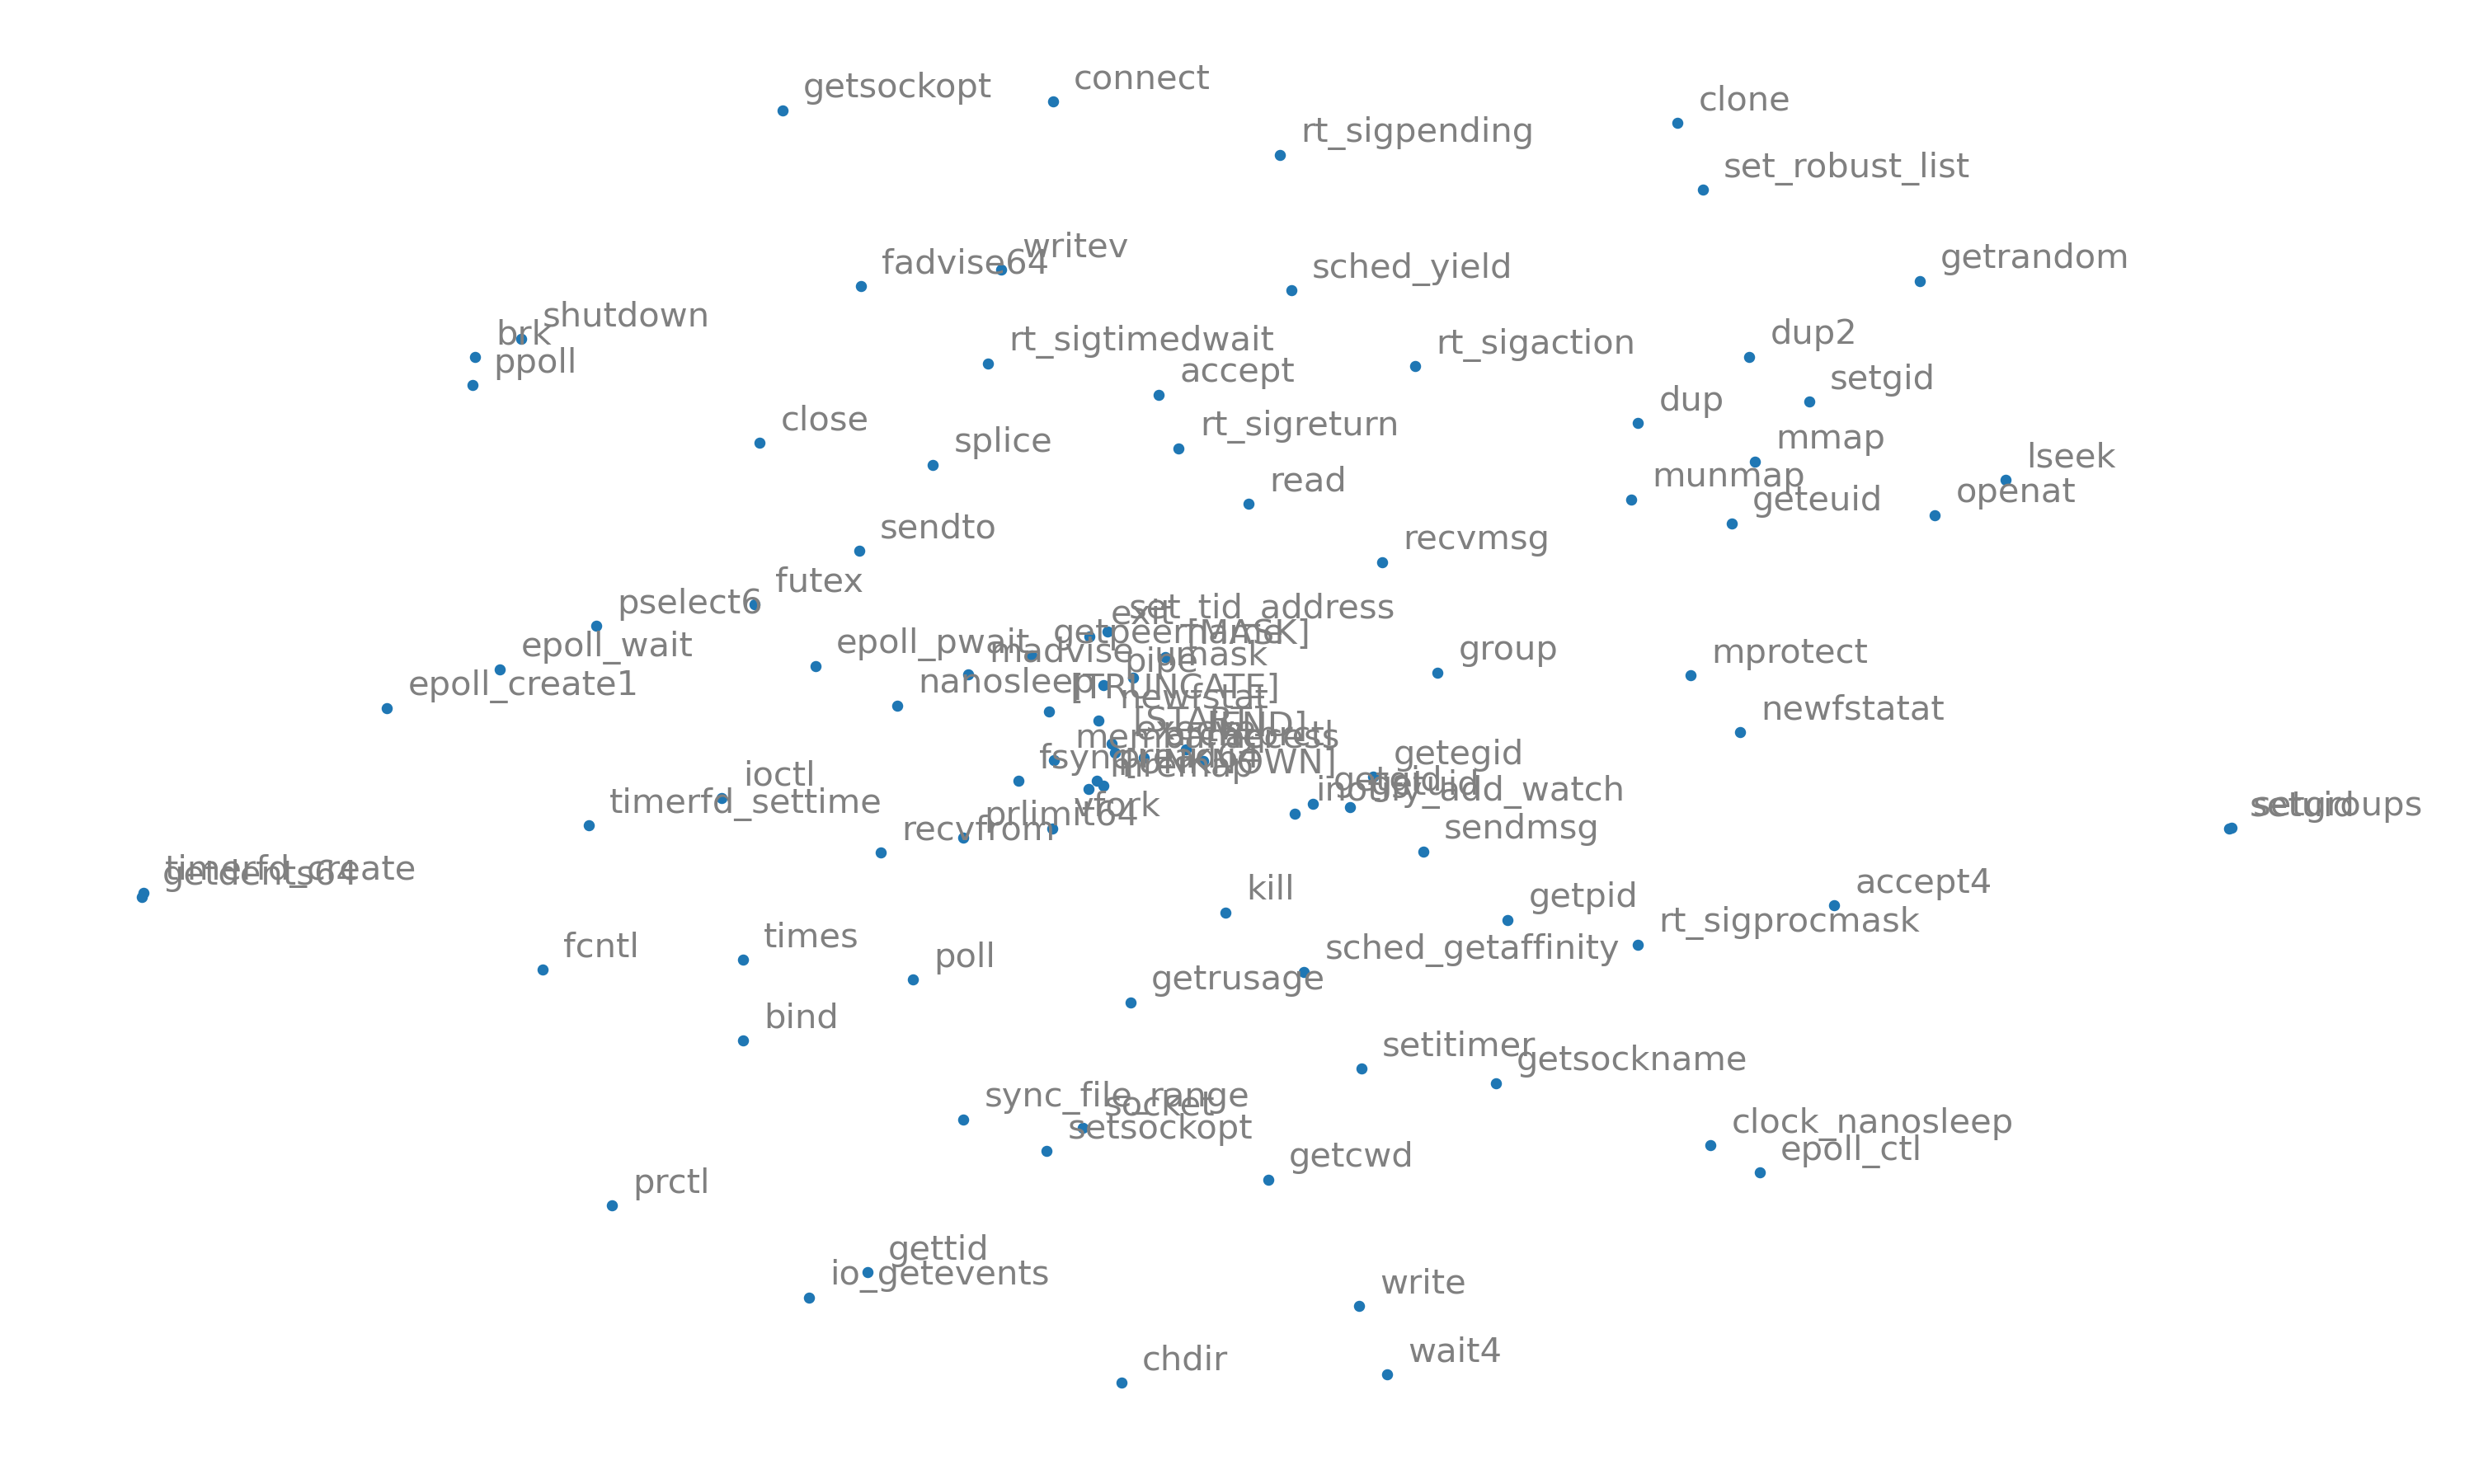 connect
getsockopt
clone
rt_sigpending
set_robust_list
writev
getrandom
fadvise64
sched_yield
shutdown
brk
dup2
rt_sigtimedwait
rt_sigaction
ppoll
accept
setgid
dup
close
rt_sigreturn
splice
mmap
lseek
munmap
read
openat
geteuid
sendto
recvmsg
futex
pselect6
set_tid_address
exit
getpeername
[MASK]
epoll_wait
epoll_pwait
madvise
umask
group
mprotect
pipe
epoll_create1
nanosleep
[TRUNCATE]
newfstat
newfstatat
[START]
[END]
access
getegid
fsync
ioctl
getuid
mremap
inotify_add_watch
timerfd_settime
vfork
setgroups
prlimit64
recvfrom
sendmsg
timerfd_create
getdents64
accept4
kill
getpid
rt_sigprocmask
times
fcntl
sched_getaffinity
poll
getrusage
bind
setitimer
getsockname
sync_file_range
socket
setsockopt
clock_nanosleep
epoll_ctl
getcwd
prctl
gettid
io_getevents
write
wait4
chdir